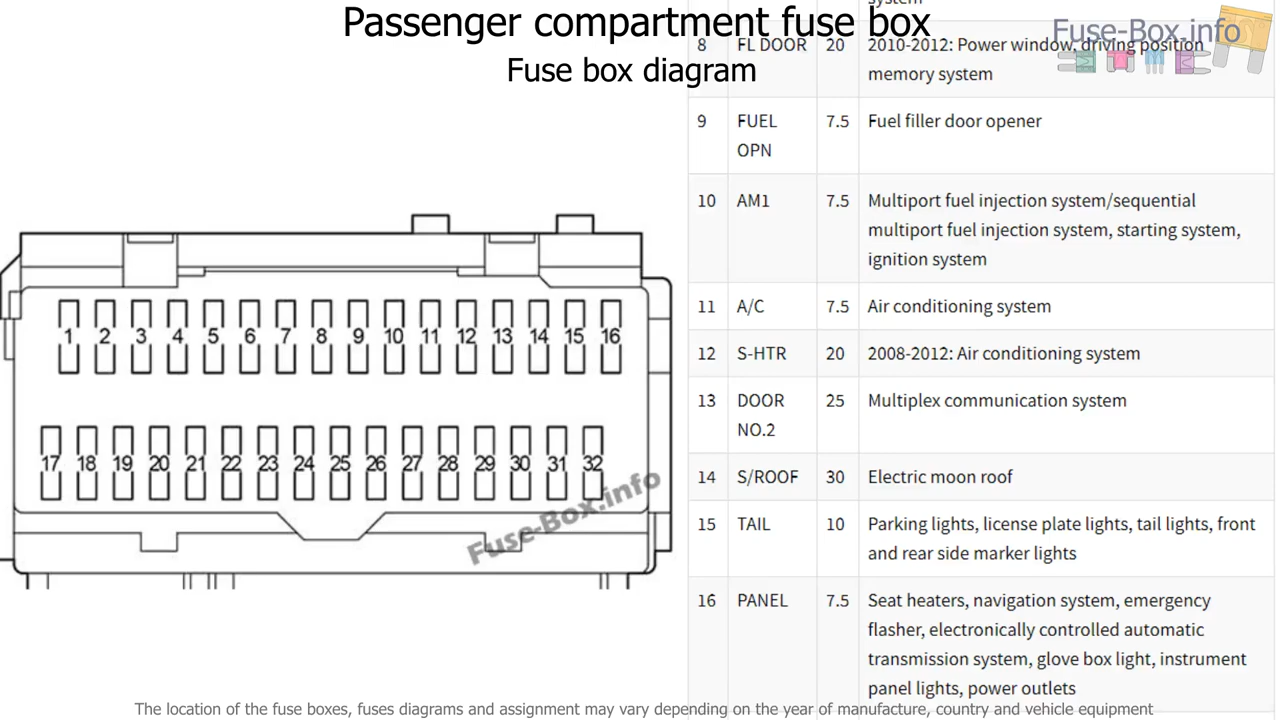 Passenger compartment fuse box
Fuse box diagram
Fuse-Box.info
system
8 FL DOOR 20 2010-2012: Power window, driving position
memory system
9 FUEL 7.5 Fuel filler door opener
OPN
10 AM1 7.5 Multiport fuel injection system/sequential
multiport fuel injection system, starting system,
ignition system
11 A/C 7.5 Air conditioning system
12 S-HTR 20 2008-2012: Air conditioning system
13 DOOR 25 Multiplex communication system
NO.2
14 S/ROOF 30 Electric moon roof
15 TAIL 10 Parking lights, license plate lights, tail lights, front
and rear side marker lights
16 PANEL 7.5 Seat heaters, navigation system, emergency
flasher, electronically controlled automatic
transmission system, glove box light, instrument
panel lights, power outlets
1 2 3 4 5 6 7 8 9 10 11 12 13 14 15 16
17 18 19 20 21 22 23 24 25 26 27 28 29 30 31 32
Fuse-Box.info
The location of the fuse boxes, fuses diagrams and assignment may vary depending on the year of manufacture, country and vehicle equipment